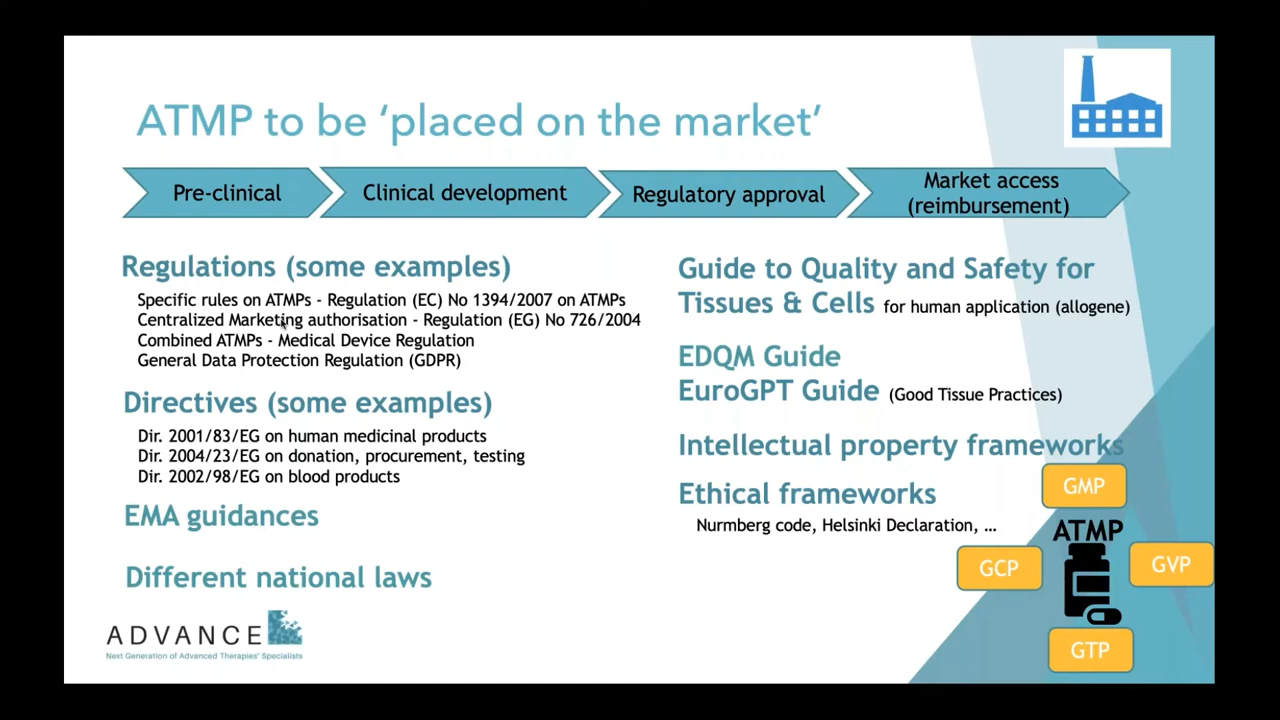 ATMP to be ‘placed on the market’
Pre-clinical
Clinical development
Regulatory approval
Market access
(reimbursement)
Regulations (some examples)
Specific rules on ATMPs - Regulation (EC) No 1394/2007 on ATMPs
Centralized Marketing authorisation - Regulation (EG) No 726/2004
Combined ATMPs - Medical Device Regulation
General Data Protection Regulation (GDPR)
Directives (some examples)
Dir. 2001/83/EG on human medicinal products
Dir. 2004/23/EG on donation, procurement, testing
Dir. 2002/98/EG on blood products
EMA guidances
Different national laws
Guide to Quality and Safety for
Tissues & Cells for human application (allogene)
EDQM Guide
EuroGPT Guide (Good Tissue Practices)
Intellectual property frameworks
Ethical frameworks
Nurmberg code, Helsinki Declaration, …
GMP
ATMP
GCP
GVP
GTP
ADVANCE
Next Generation of Advanced Therapies' Specialists